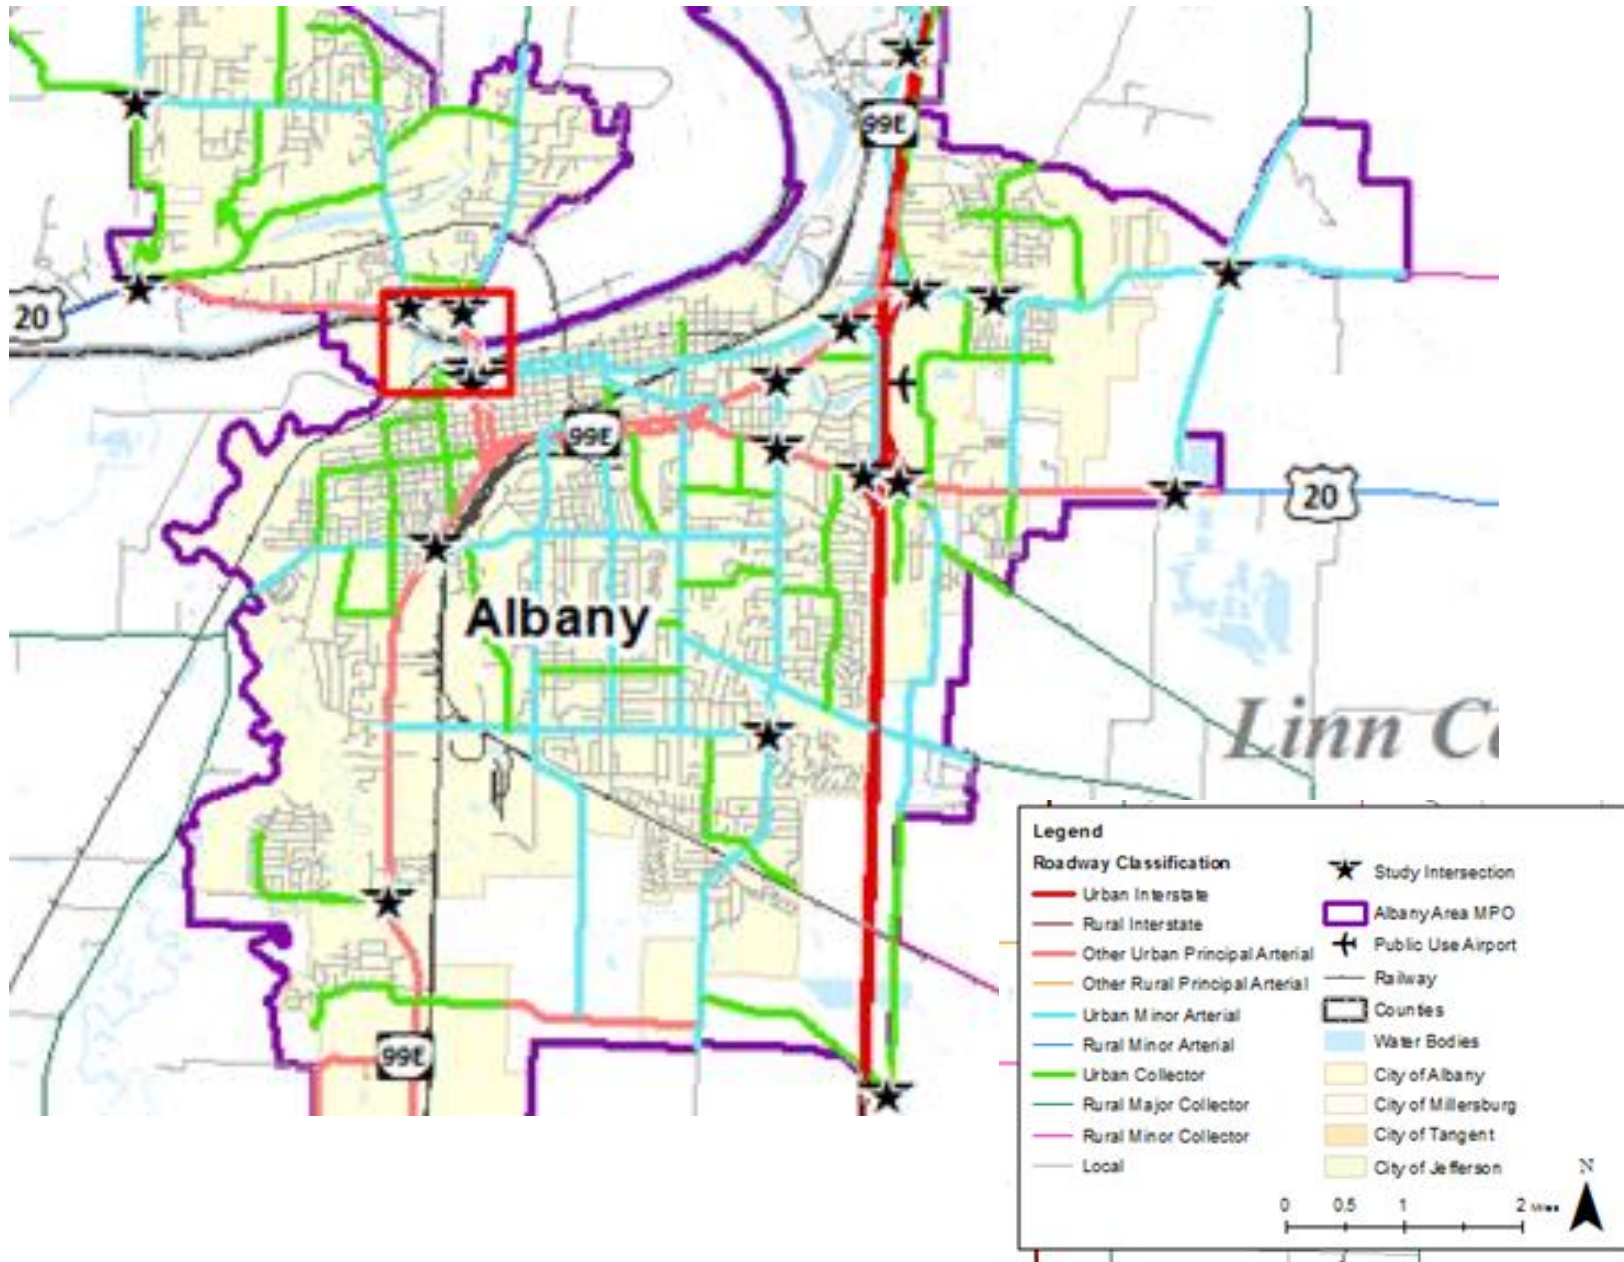 99E
20
99E
20
Albany
Linn C
99E
Legend
Roadway Classification
Urban Interstate
Rural Interstate
Other Urban Principal Arterial
Other Rural Principal Arterial
Urban Minor Arterial
Rural Minor Arterial
Urban Collector
Rural Major Collector
Rural Minor Collector
Local
Study Intersection
Albany Area MPO
Public Use Airport
Railway
Counties
Water Bodies
City of Albany
City of Millersburg
City of Tangent
City of Jefferson
N
0 0.5 1 2 Miles